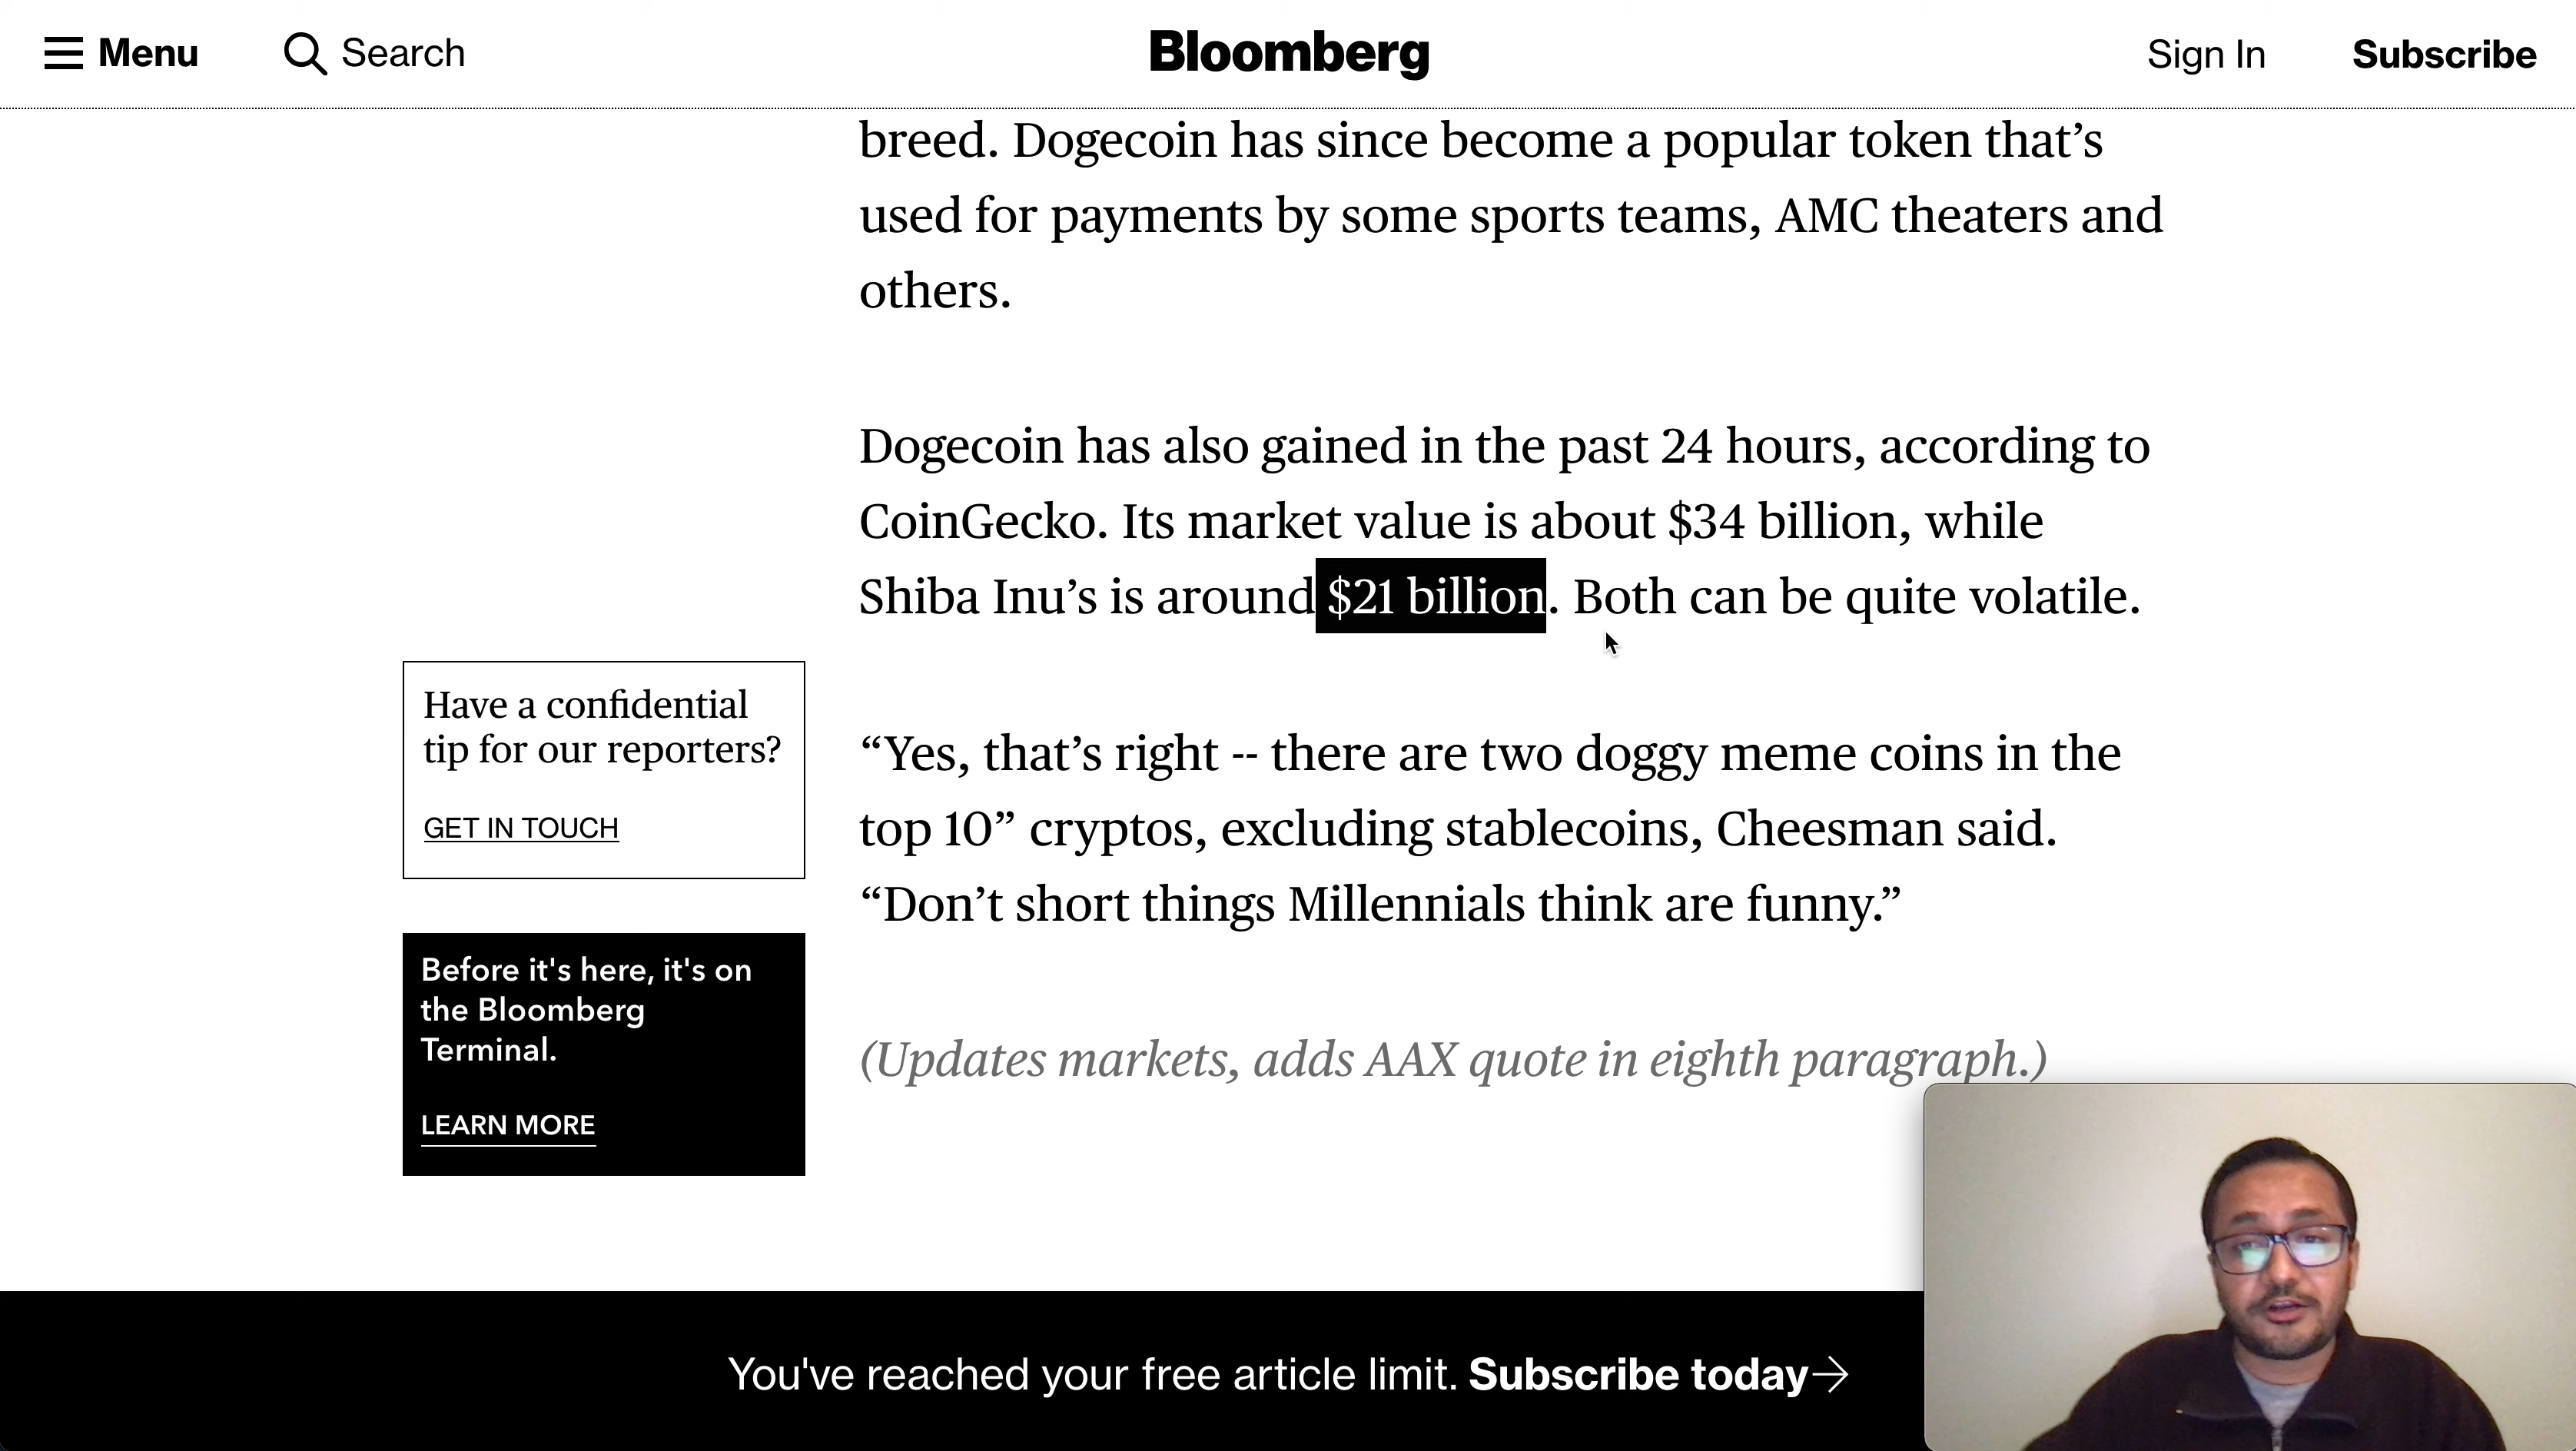 Menu
Search
Bloomberg
Sign In
Subscribe
breed. Dogecoin has since become a popular token that’s
used for payments by some sports teams, AMC theaters and
others.
Dogecoin has also gained in the past 24 hours, according to
CoinGecko. Its market value is about $34 billion, while
Shiba Inu’s is around $21 billion. Both can be quite volatile.
Have a confidential
tip for our reporters?
GET IN TOUCH
“Yes, that’s right -- there are two doggy meme coins in the
top 10” cryptos, excluding stablecoins, Cheesman said.
“Don’t short things Millennials think are funny.”
Before it's here, it's on
the Bloomberg
Terminal.
LEARN MORE
(Updates markets, adds AAX quote in eighth paragraph.)
You've reached your free article limit. Subscribe today→